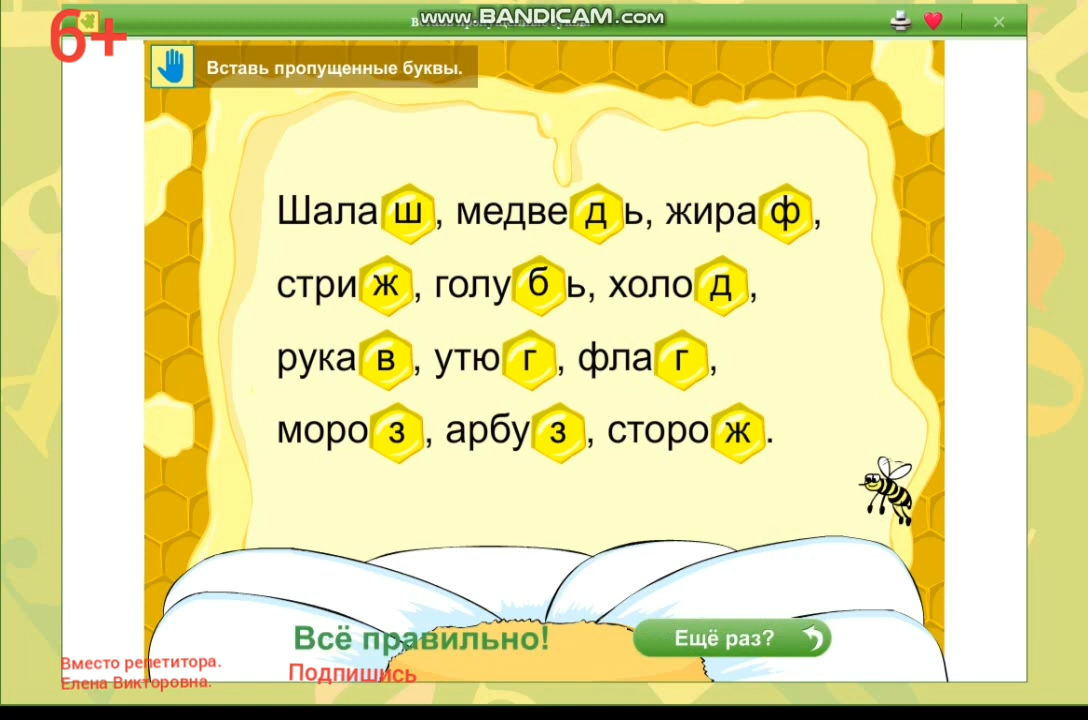 www.BANDICAM.com
6+
Вставь пропущенные буквы.
Шалаш, медведь, жираф,
стриж, голубь, холод,
рукав, утюг, флаг,
мороз, арбуз, сторож.
Всё правильно!
Ещё раз?
Вместо репетитора.
Елена Викторовна.
Подпишись